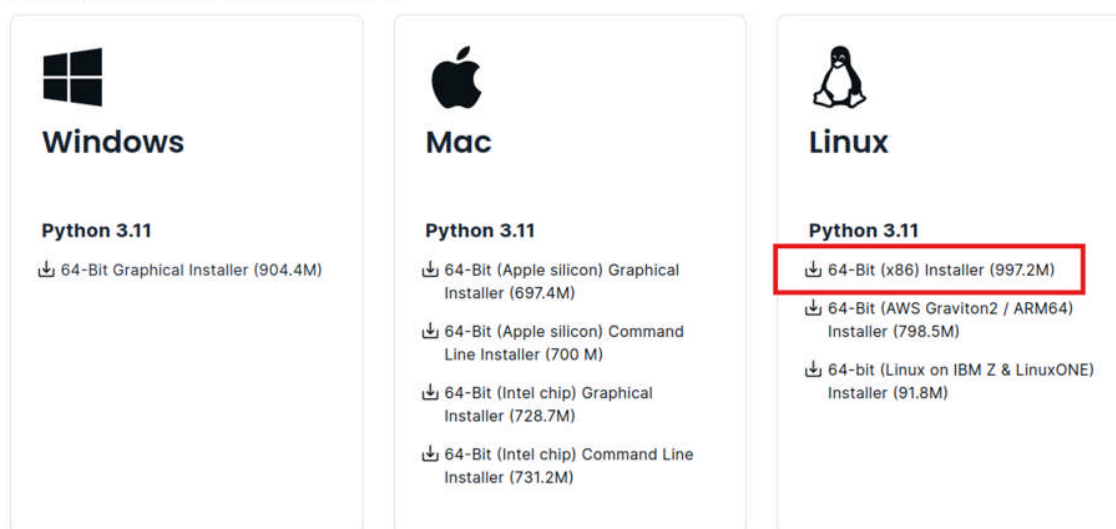 Windows
Python 3.11
64-Bit Graphical Installer (904.4M)
Mac
Python 3.11
64-Bit (Apple silicon) Graphical
Installer (697.4M)
64-Bit (Apple silicon) Command
Line Installer (700 M)
64-Bit (Intel chip) Graphical
Installer (728.7M)
64-Bit (Intel chip) Command Line
Installer (731.2M)
Linux
Python 3.11
64-Bit (x86) Installer (997.2M)
64-Bit (AWS Graviton2 / ARM64)
Installer (798.5M)
64-bit (Linux on IBM Z & LinuxONE)
Installer (91.8M)